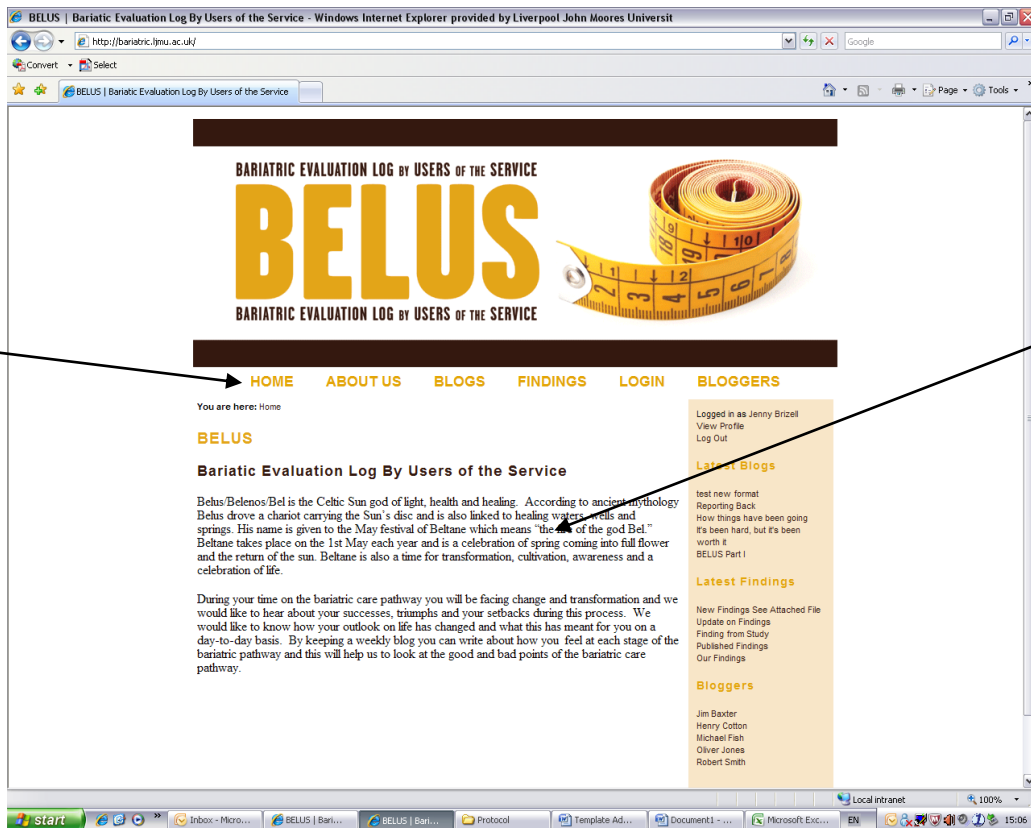 BELUS | Bariatic Evaluation Log By Users of the Service - Windows Internet Explorer provided by Liverpool John Moores Universit
http://bariatric.ljmu.ac.uk/
Google
Convert
Select
BELUS | Bariatic Evaluation Log By Users of the Service
Page
Tools
BARIATRIC EVALUATION LOG BY USERS OF THE SERVICE
BELUS
BARIATRIC EVALUATION LOG BY USERS OF THE SERVICE
HOME ABOUT US BLOGS FINDINGS LOGIN BLOGGERS
You are here: Home
BELUS
Bariatic Evaluation Log By Users of the Service
Belus/Belenos/Bel is the Celtic Sun god of light, health and healing. According to ancient mythology
Belus drove a chariot carrying the Sun's disc and is also linked to healing waters, wells and
springs. His name is given to the May festival of Beltane which means "the of the god Bel."
Beltane takes place on the 1st May each year and is a celebration of spring coming into full flower
and the return of the sun. Beltane is also a time for transformation, cultivation, awareness and a
celebration of life.
During your time on the bariatric care pathway you will be facing change and transformation and we
would like to hear about your successes, triumphs and your setbacks during this process. We
would like to know how your outlook on life has changed and what this has meant for you on a
day-to-day basis. By keeping a weekly blog you can write about how you feel at each stage of the
bariatric pathway and this will help us to look at the good and bad points of the bariatric care
pathway.
Logged in as Jenny Brizell
View Profile
Log Out
Latest Blogs
test new format
Reporting Back
How things have been going
It's been hard, but it's been
worth it
BELUS Part I
Latest Findings
New Findings See Attached File
Update on Findings
Finding from Study
Published Findings
Our Findings
Bloggers
Jim Baxter
Henry Cotton
Michael Fish
Oliver Jones
Robert Smith
Local intranet
100%
start
Inbox - Micro...
BELUS | Bari...
BELUS | Bari...
Protocol
Template Ad...
Document1 - ...
Microsoft Exc...
EN
15:06